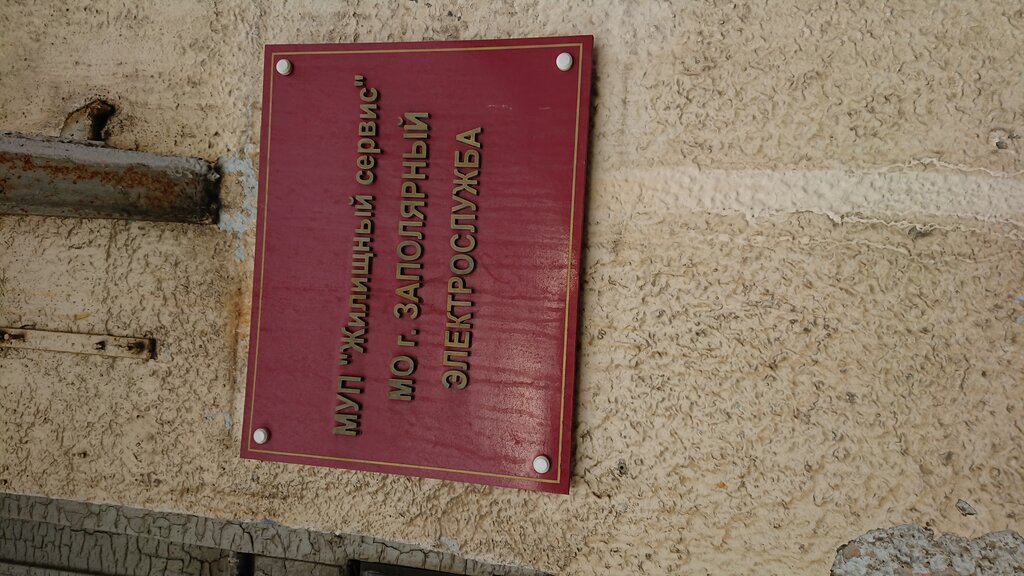 МУП "Жилищный сервис"
МО г. ЗАПОЛЯРНЫЙ
ЭЛЕКТРОСЛУЖБА